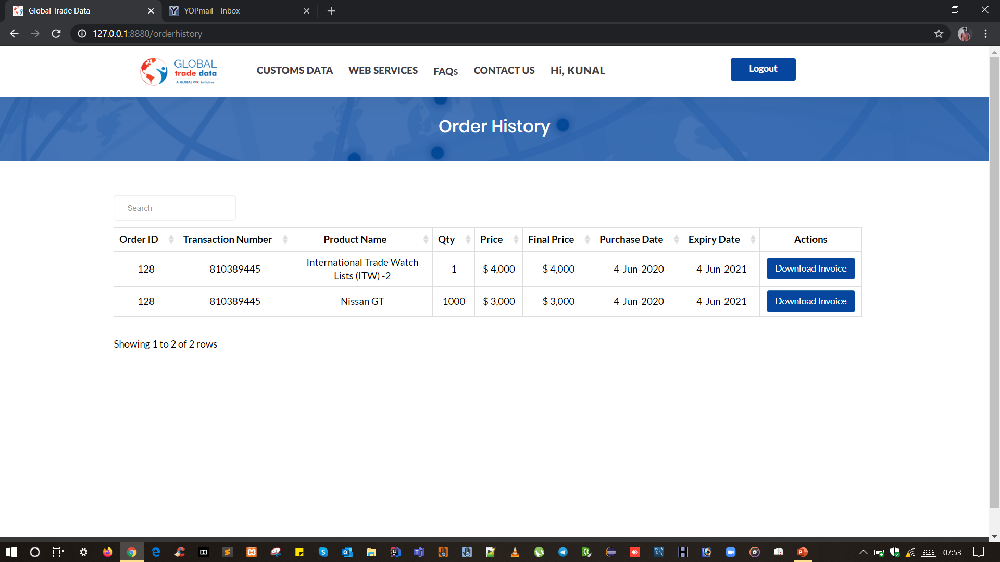 Global Trade Data
YOPmail - Inbox
127.0.0.1:8880/orderhistory
GLOBAL
trade data
A GLOBAL VOX Initiative
CUSTOMS DATA
WEB SERVICES
FAQs
CONTACT US
Hi, KUNAL
Logout
Order History
Search
Order ID Transaction Number Product Name Qty Price Final Price Purchase Date Expiry Date Actions
128 810389445 International Trade Watch Lists (ITW) -2 1 $ 4,000 $ 4,000 4-Jun-2020 4-Jun-2021 Download Invoice
128 810389445 Nissan GT 1000 $ 3,000 $ 3,000 4-Jun-2020 4-Jun-2021 Download Invoice
Showing 1 to 2 of 2 rows
07:53